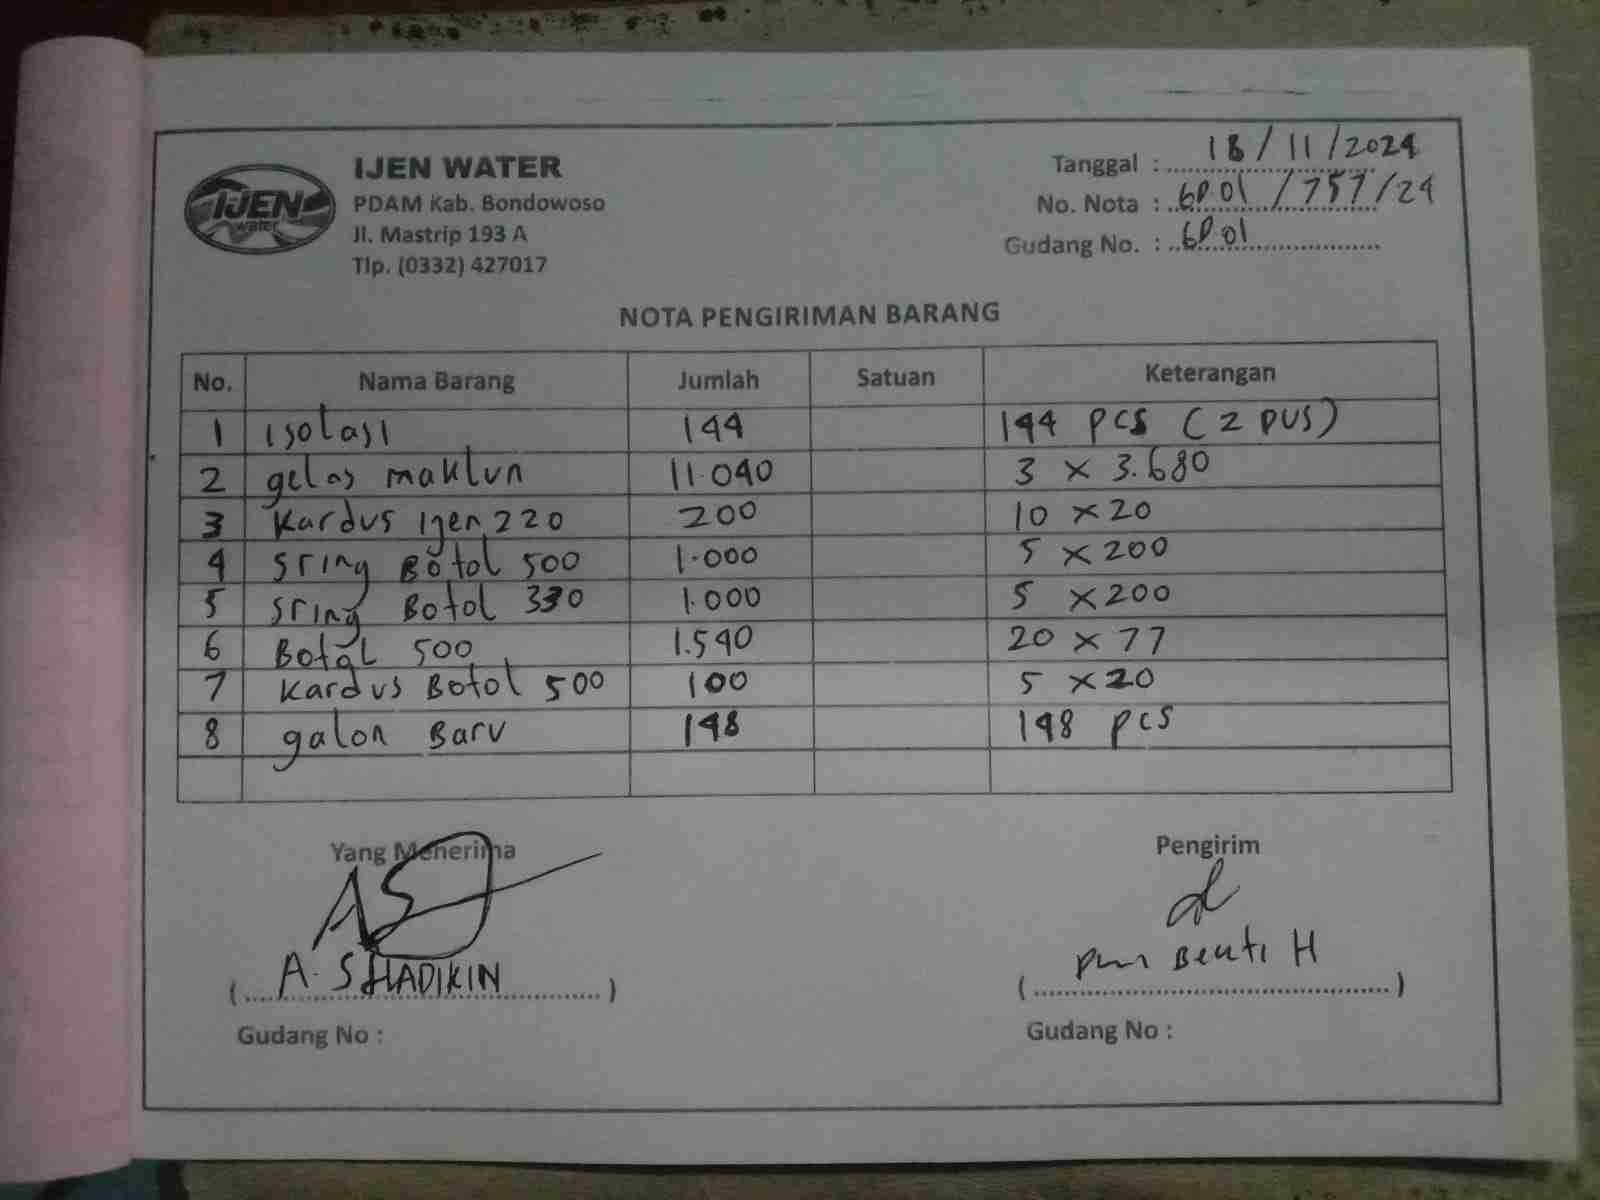 IJEN WATER
PDAM Kab. Bondowoso
Jl. Mastrip 193 A
Tlp. (0332) 427017
IJEN
water
Tanggal : 18 / 11 / 2024
No. Nota : GD.01 / 757 / 24
Gudang No. : GD.01
NOTA PENGIRIMAN BARANG
No. Nama Barang Jumlah Satuan Keterangan
1 isolasi 144 144 pcs (2 DUS)
2 gelas maklun 11.040 3 x 3.680
3 Kardus Ijen 220 200 10 x 20
4 Sring Botol 500 1.000 5 x 200
5 Sring Botol 330 1.000 5 x 200
6 Botol 500 1.540 20 x 77
7 Kardus Botol 500 100 5 x 20
8 galon Baru 148 148 pcs
Yang Menerima Pengirim
AS
( A. SHADIKIN ) ( H )
Gudang No : Gudang No :